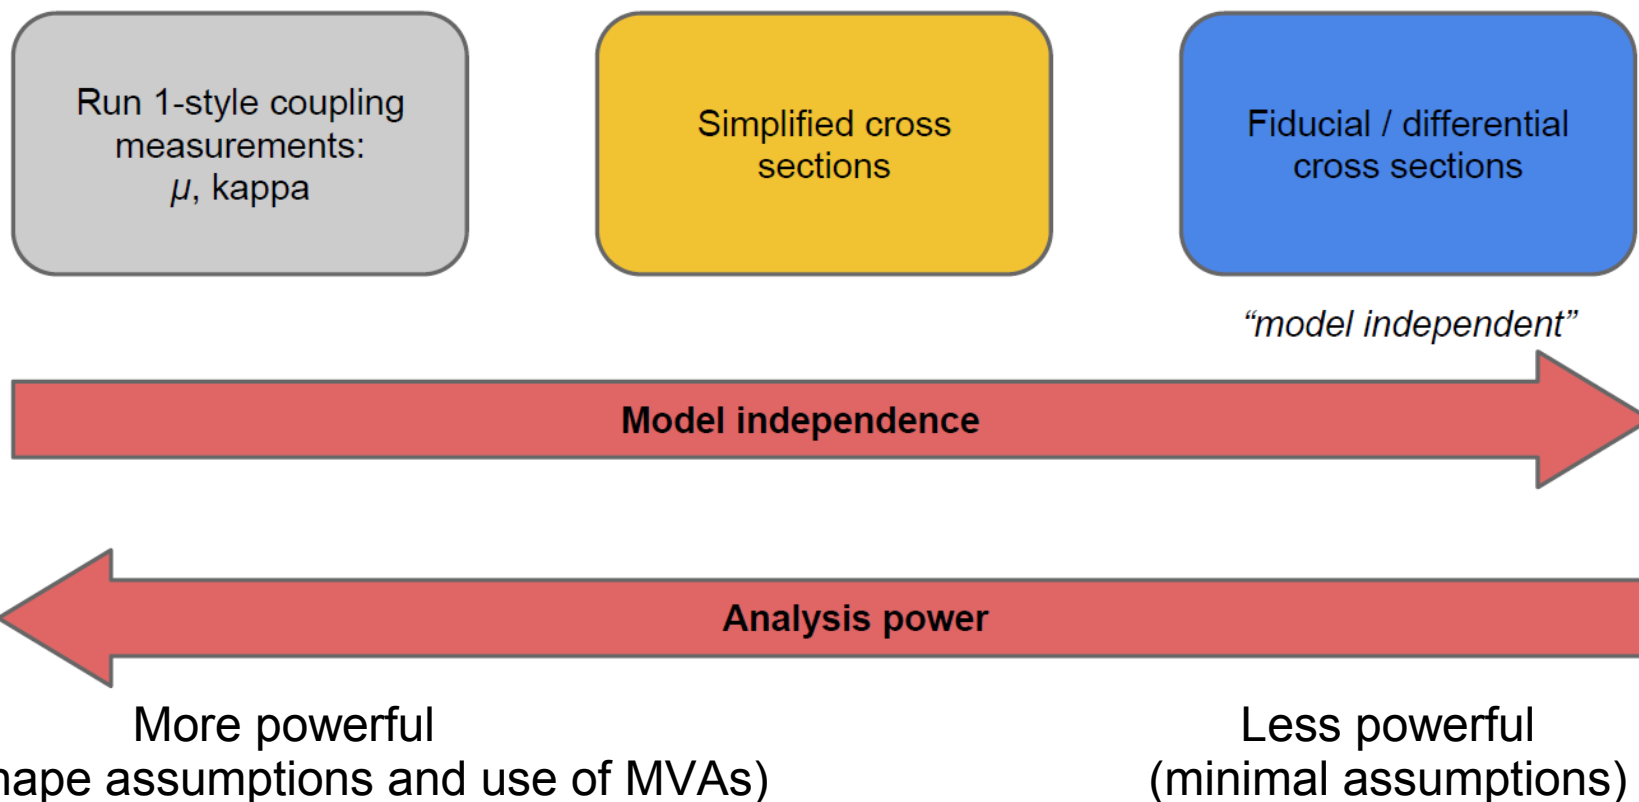 Run 1-style coupling
measurements:
μ, kappa
Simplified cross
sections
Fiducial / differential
cross sections
“model independent”
Model independence
Analysis power
More powerful
assumptions and use of MVAs)
Less powerful
(minimal assumptions)